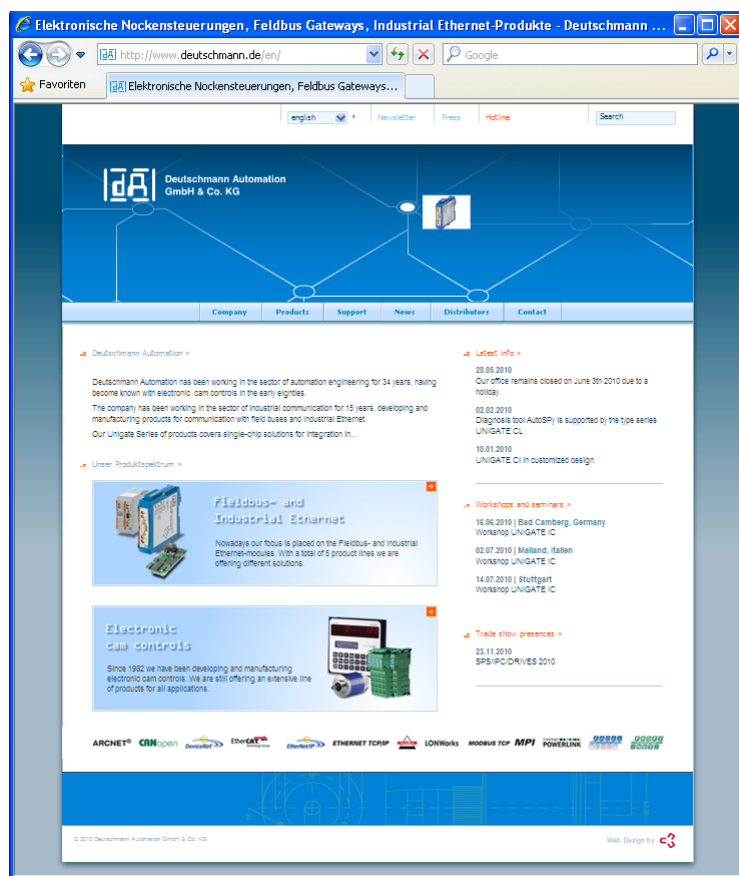 Elektronische Nockensteuerungen, Feldbus Gateways, Industrial Ethernet-Produkte - Deutschmann ...
http://www.deutschmann.de/en/
Google
Favoriten
Elektronische Nockensteuerungen, Feldbus Gateways...
english
Newsletter
Press
Hotline
Search
Deutschmann Automation
GmbH & Co. KG
Company
Products
Support
News
Distributors
Contact
Deutschmann Automation »
Deutschmann Automation has been working in the sector of automation engineering for 34 years, having
become known with electronic cam controls in the early eighties.
The company has been working in the sector of industrial communication for 15 years, developing and
manufacturing products for communication with field buses and industrial Ethernet.
Our Unigate Series of products covers single-chip solutions for integration in...
Unser Produktspektrum »
Fieldbus- and
Industrial Ethernet
Nowadays our focus is placed on the Fieldbus- and Industrial
Ethernet-modules. With a total of 5 product lines we are
offering different solutions.
Electronic
cam controls
Since 1982 we have been developing and manufacturing
electronic cam controls. We are still offering an extensive line
of products for all applications.
Latest info »
28.05.2010
Our office remains closed on June 3th 2010 due to a
holiday.
02.02.2010
Diagnosis tool AutoSPy is supported by the type series
UNIGATE CL
10.01.2010
UNIGATE CI in customized design
Workshops and seminars »
16.06.2010 | Bad Camberg, Germany
Workshop UNIGATE IC
02.07.2010 | Mailand, Italien
Workshop UNIGATE IC
14.07.2010 | Stuttgart
Workshop UNIGATE IC
Trade show presences »
23.11.2010
SPS/IPC/DRIVES 2010
ARCNET® CANopen DeviceNet EtherCAT EtherNet/IP ETHERNET TCP/IP LONWorks MODBUS TCP MPI POWERLINK
© 2010 Deutschmann Automation GmbH & Co. KG
Web Design by c3